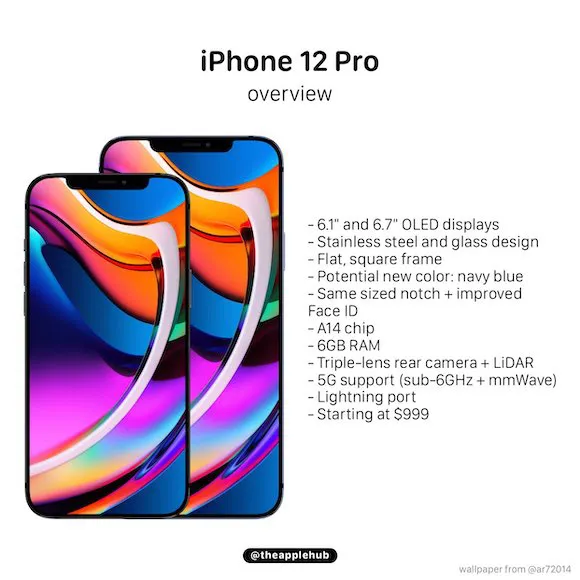 iPhone 12 Pro
overview
- 6.1" and 6.7" OLED displays
- Stainless steel and glass design
- Flat, square frame
- Potential new color: navy blue
- Same sized notch + improved
Face ID
- A14 chip
- 6GB RAM
- Triple-lens rear camera + LiDAR
- 5G support (sub-6GHz + mmWave)
- Lightning port
- Starting at $999
@theapplehub
wallpaper from @ar72014